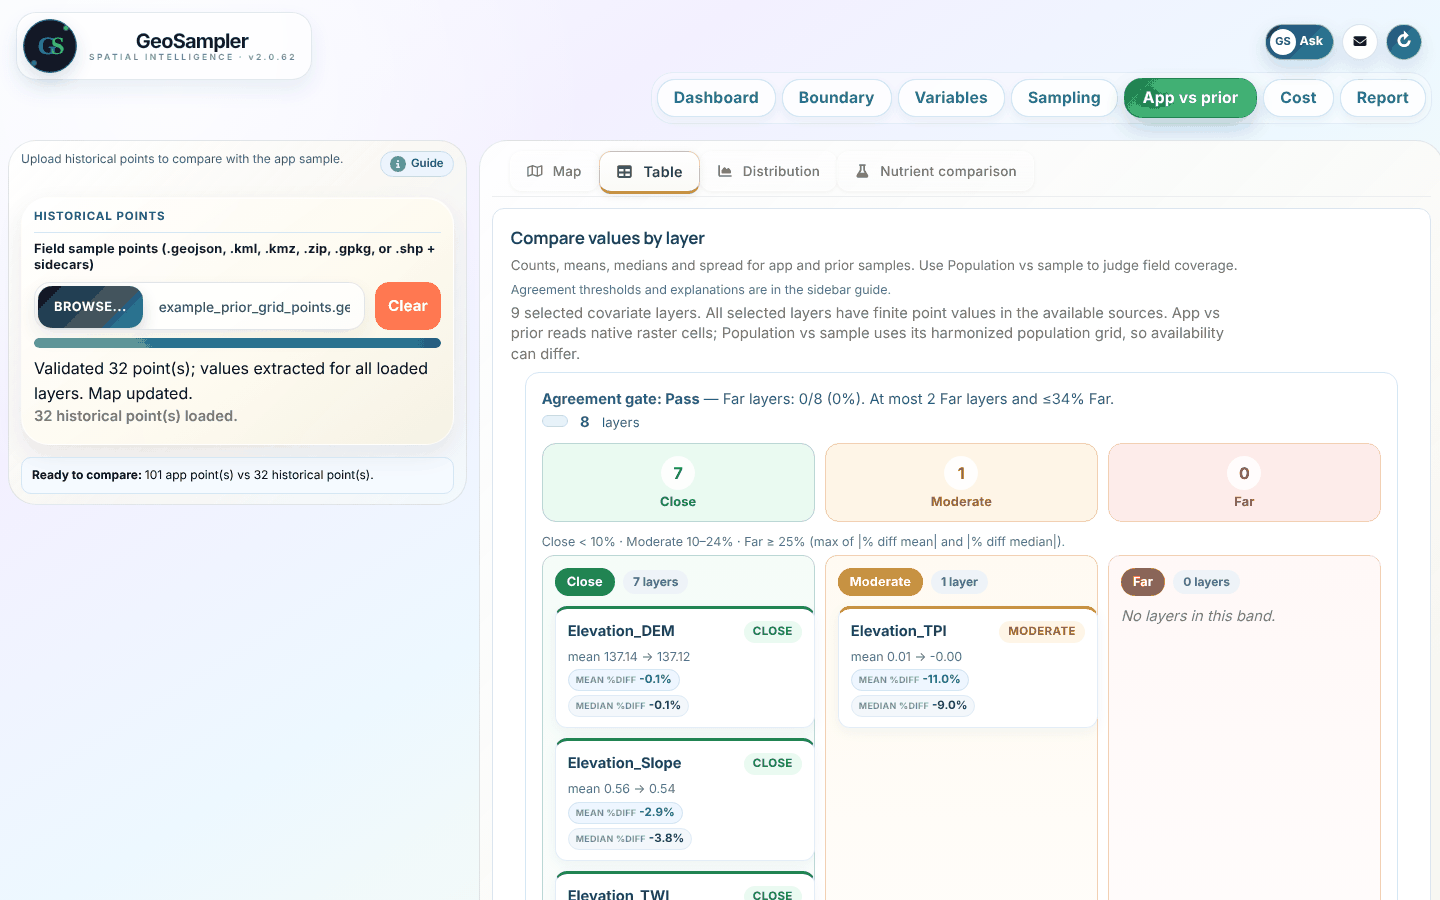 GS
GeoSampler
SPATIAL INTELLIGENCE · v2.0.62
GS Ask
Dashboard
Boundary
Variables
Sampling
App vs prior
Cost
Report
Upload historical points to compare with the app sample.
Guide
HISTORICAL POINTS
Field sample points (.geojson, .kml, .kmz, .zip, .gpkg, or .shp +
sidecars)
BROWSE...
example_prior_grid_points.ge
Clear
Validated 32 point(s); values extracted for all loaded
layers. Map updated.
32 historical point(s) loaded.
Ready to compare: 101 app point(s) vs 32 historical point(s).
Map
Table
Distribution
Nutrient comparison
Compare values by layer
Counts, means, medians and spread for app and prior samples. Use Population vs sample to judge field coverage.
Agreement thresholds and explanations are in the sidebar guide.
9 selected covariate layers. All selected layers have finite point values in the available sources. App vs
prior reads native raster cells; Population vs sample uses its harmonized population grid, so availability
can differ.
Agreement gate: Pass — Far layers: 0/8 (0%). At most 2 Far layers and ≤34% Far.
8 layers
7
Close
1
Moderate
0
Far
Close < 10% · Moderate 10–24% · Far ≥ 25% (max of |% diff mean| and |% diff median|).
Close
7 layers
Elevation_DEM
CLOSE
mean 137.14 → 137.12
MEAN %DIFF -0.1%
MEDIAN %DIFF -0.1%
Elevation_Slope
CLOSE
mean 0.56 → 0.54
MEAN %DIFF -2.9%
MEDIAN %DIFF -3.8%
Elevation_TWI
CLOSE
Moderate
1 layer
Elevation_TPI
MODERATE
mean 0.01 → -0.00
MEAN %DIFF -11.0%
MEDIAN %DIFF -9.0%
Far
0 layers
No layers in this band.